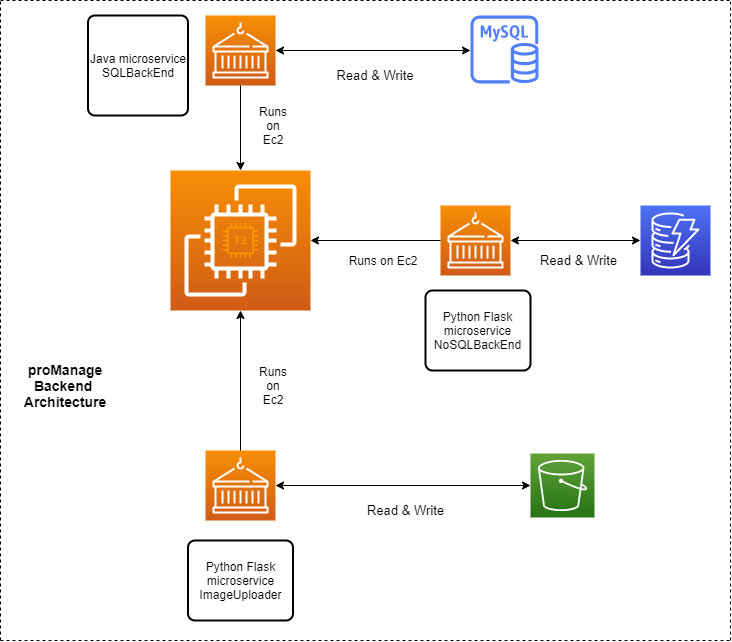 Java microservice
SQLBackEnd
MySQL
Read & Write
Runs
on
Ec2
T2
Runs on Ec2
Read & Write
Python Flask
microservice
NoSQLBackEnd
proManage
Backend
Architecture
Runs
on
Ec2
Read & Write
Python Flask
microservice
ImageUploader